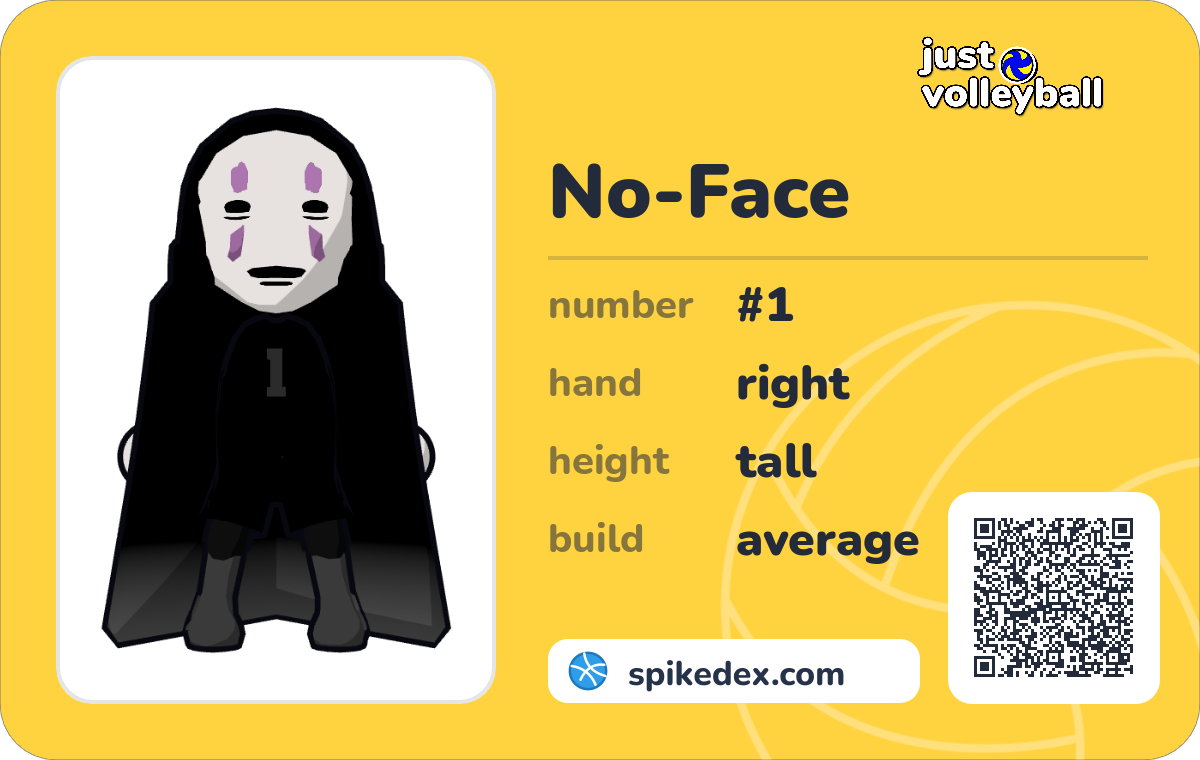 just
volleyball
No-Face
number #1
hand right
height tall
build average
1
spikedex.com